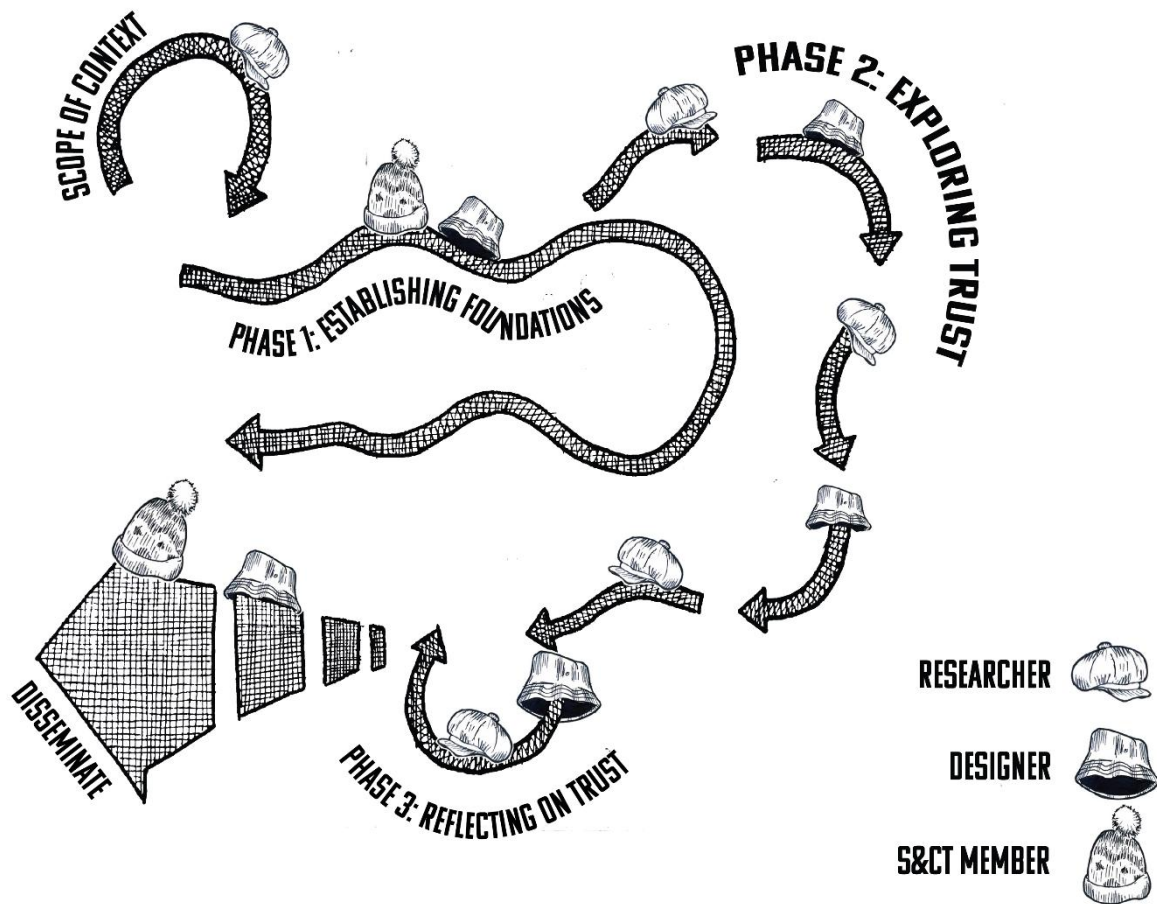 SCOPE OF CONTEXT
PHASE 1: ESTABLISHING FOUNDATIONS
PHASE 2: EXPLORING TRUST
PHASE 3: REFLECTING ON TRUST
DISSEMINATE
RESEARCHER
DESIGNER
S&CT MEMBER